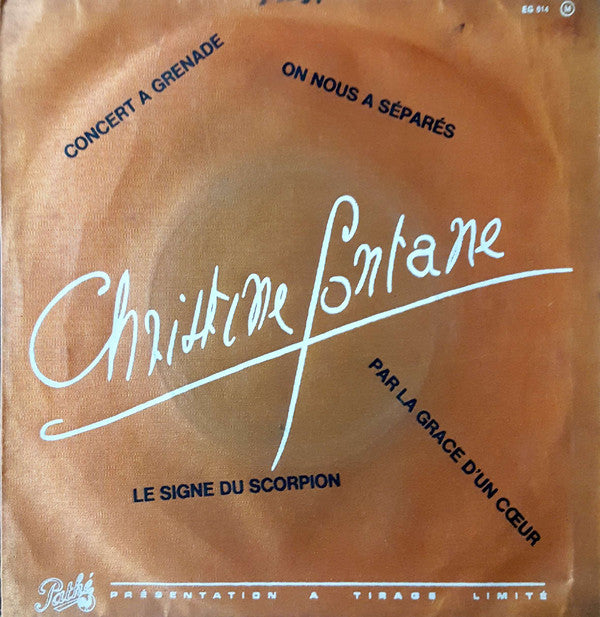 EG 914 M
CONCERT A GRENADE
ON NOUS A SÉPARÉS
Christine Fontane
PAR LA GRACE D'UN CŒUR
LE SIGNE DU SCORPION
Pathé
PRÉSENTATION A TIRAGE LIMITÉ